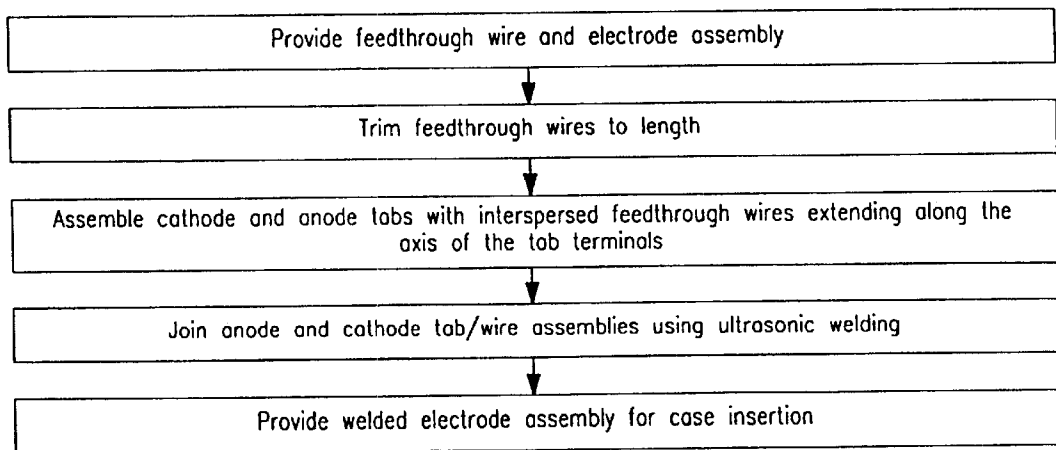 Provide feedthrough wire and electrode assembly
Trim feedthrough wires to length
Assemble cathode and anode tabs with interspersed feedthrough wires extending along the
axis of the tab terminals
Join anode and cathode tab/wire assemblies using ultrasonic welding
Provide welded electrode assembly for case insertion